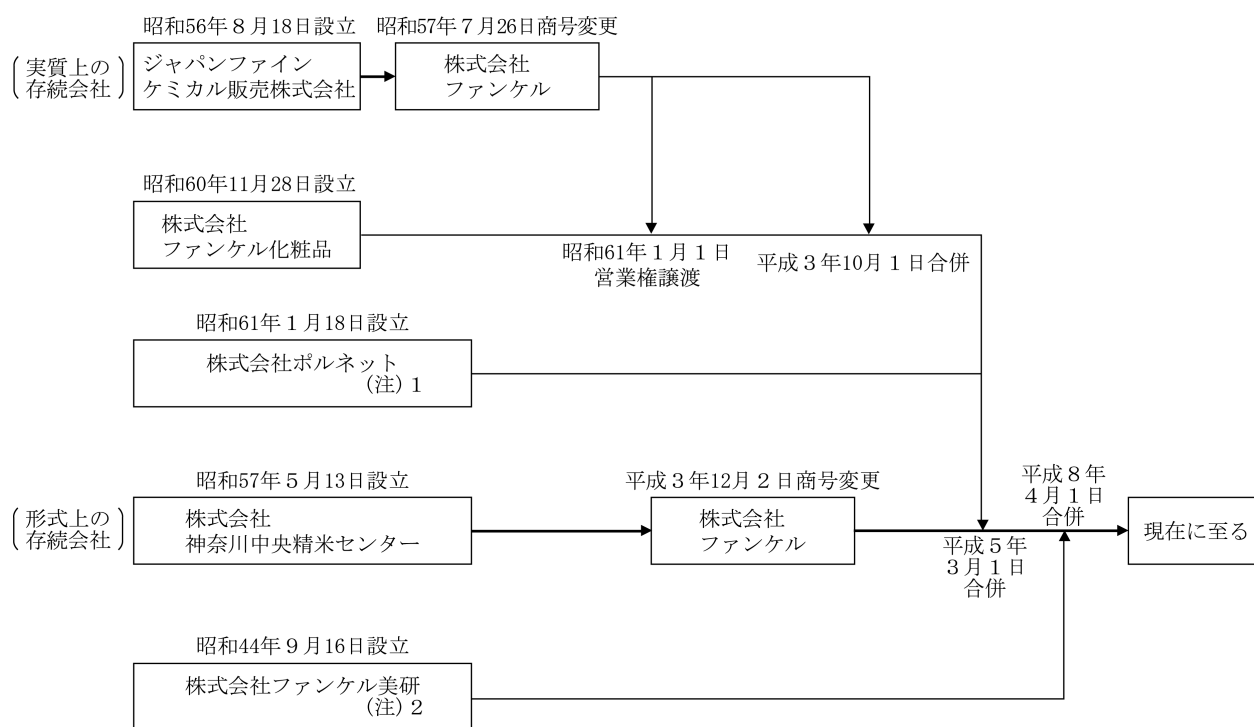 昭和56年８月18日設立
昭和57年７月26日商号変更
実質上の
存続会社
ジャパンファイン
ケミカル販売株式会社
株式会社
ファンケル
昭和60年11月28日設立
株式会社
ファンケル化粧品
昭和61年１月１日
営業権譲渡
平成３年10月１日合併
昭和61年１月18日設立
株式会社ポルネット
（注）１
昭和57年５月13日設立
平成３年12月２日商号変更
形式上の
存続会社
株式会社
神奈川中央精米センター
株式会社
ファンケル
平成５年
３月１日
合併
平成８年
４月１日
合併
現在に至る
昭和44年９月16日設立
株式会社ファンケル美研
（注）２